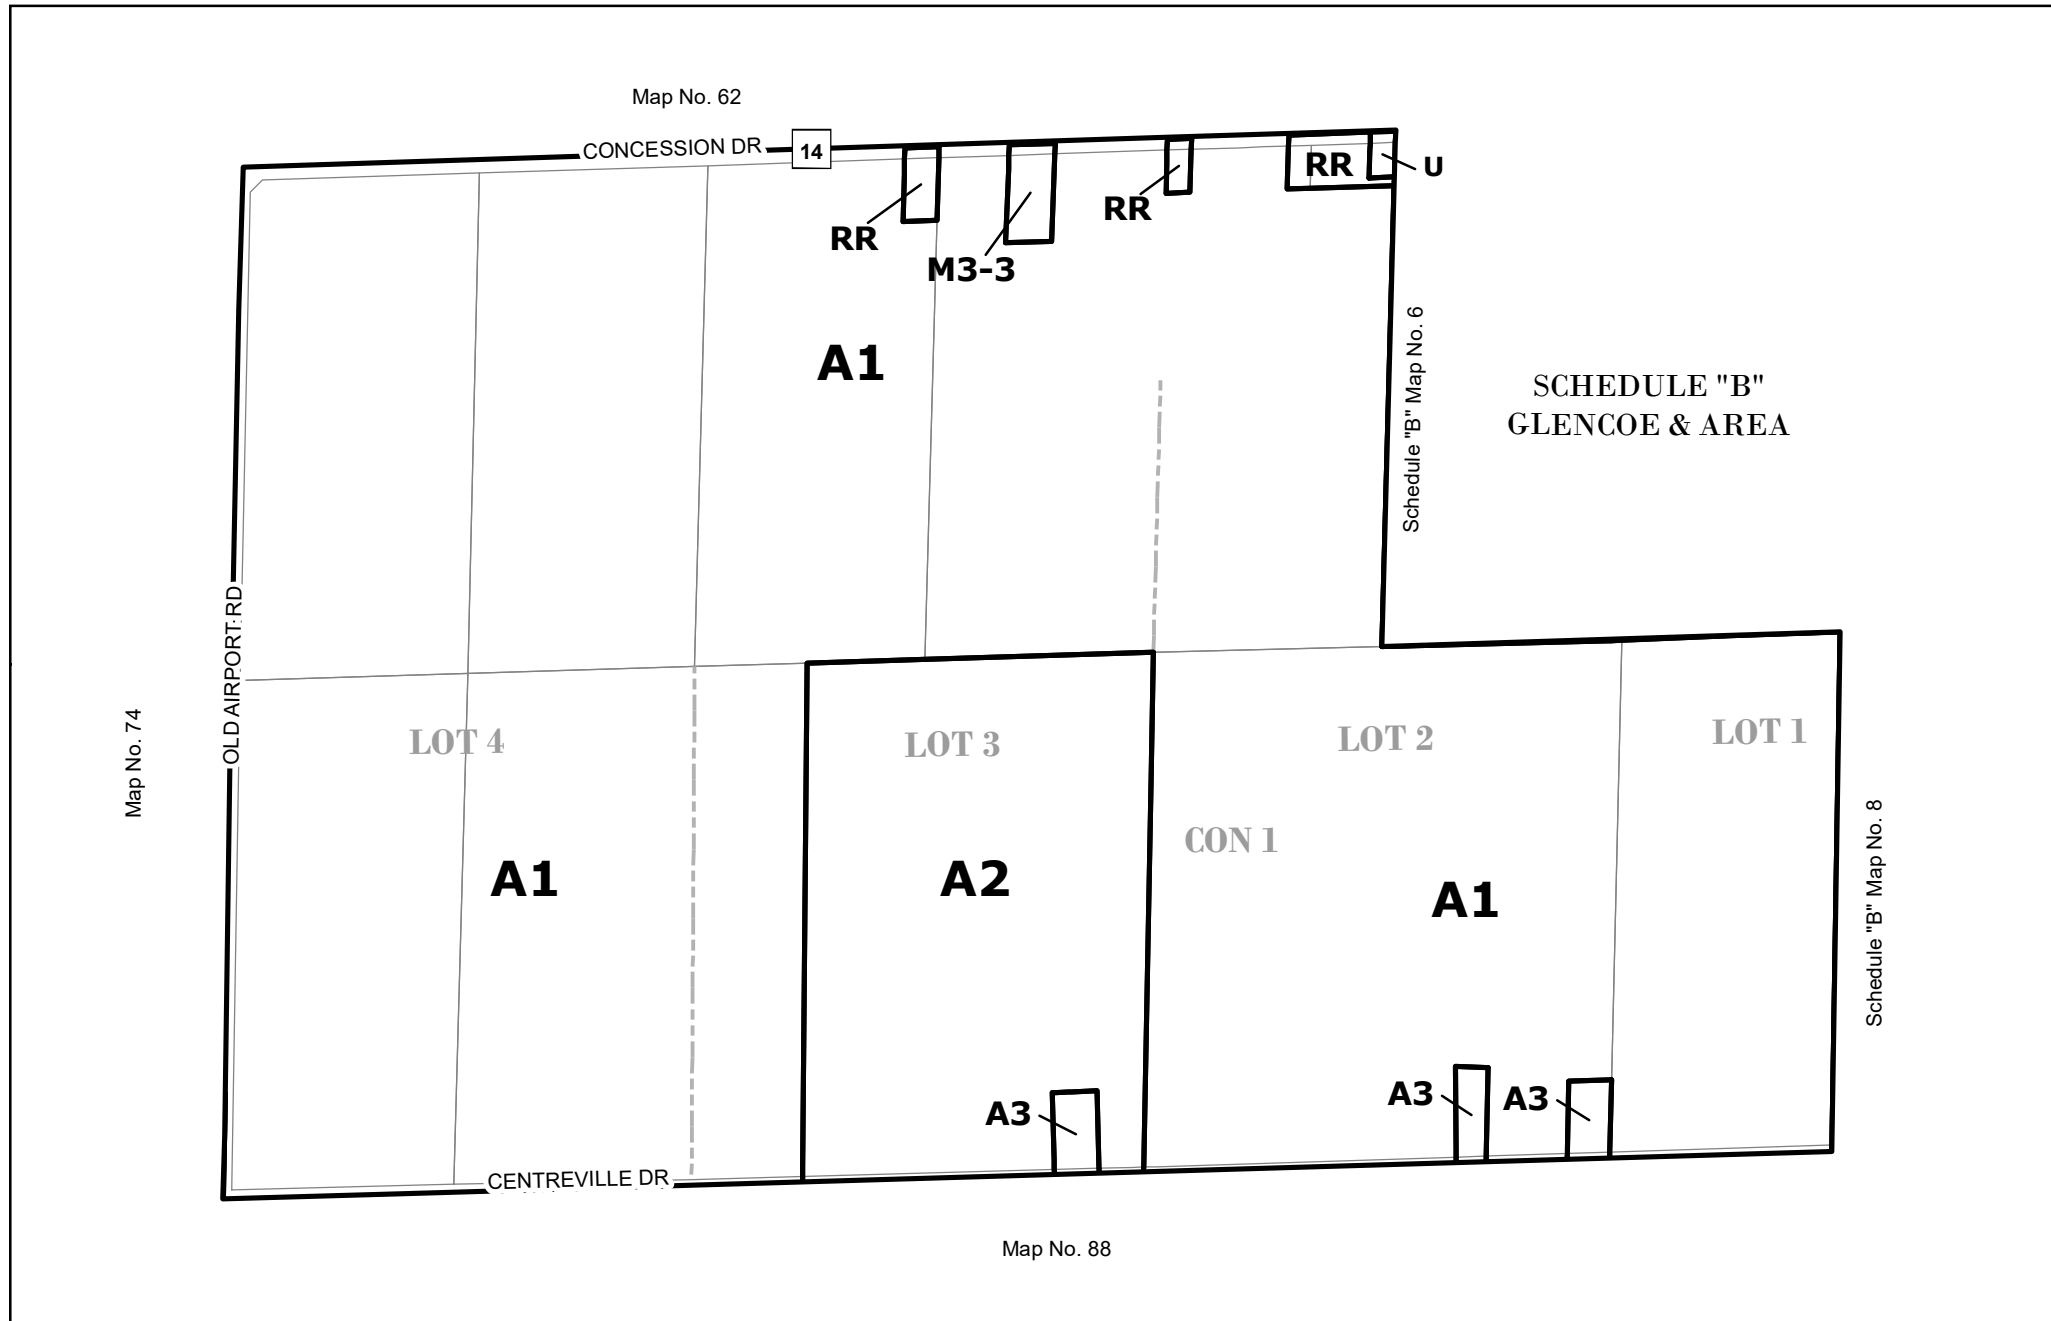 Map No. 62
CONCESSION DR
14
RR
M3-3
RR
RR
U
A1
Schedule "B" Map No. 6
SCHEDULE "B"
GLENCOE & AREA
OLD AIRPORT RD
Map No. 74
LOT 4
LOT 3
LOT 2
LOT 1
CON 1
A1
A2
A1
Schedule "B" Map No. 8
A3
A3
A3
CENTREVILLE DR
Map No. 88